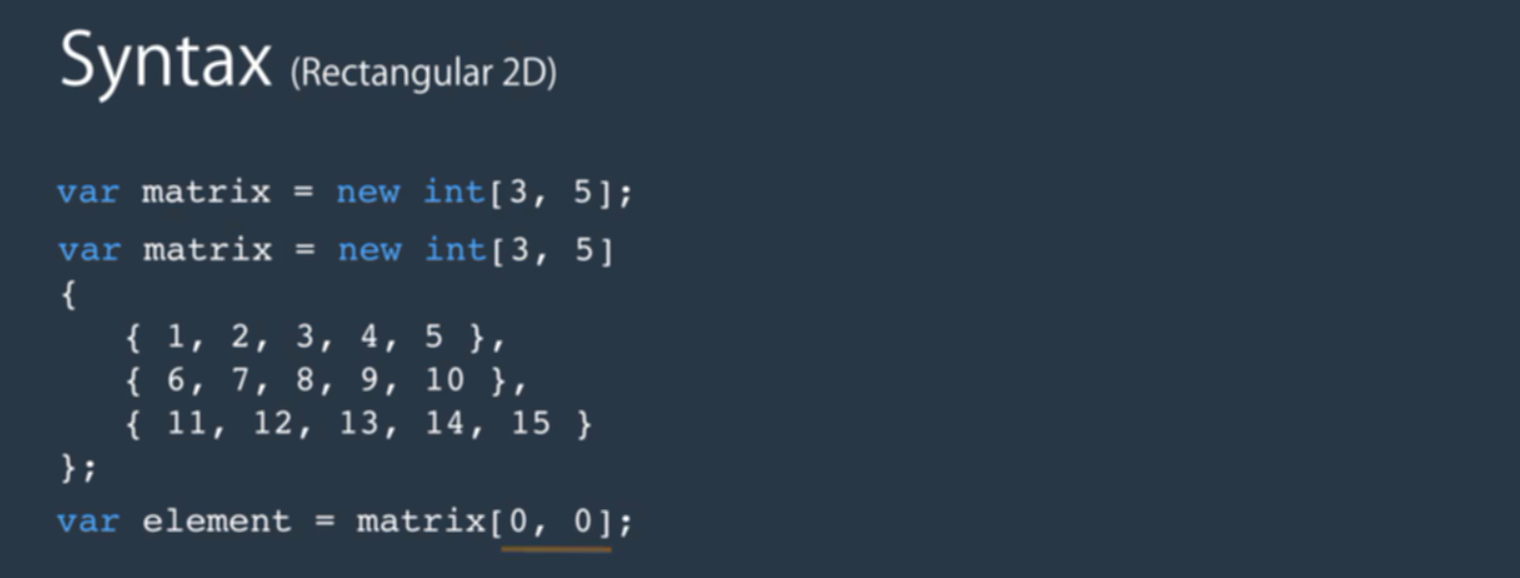 Syntax (Rectangular 2D)
var matrix = new int[3, 5];
var matrix = new int[3, 5]
{
{ 1, 2, 3, 4, 5 },
{ 6, 7, 8, 9, 10 },
{ 11, 12, 13, 14, 15 }
};
var element = matrix[0, 0];